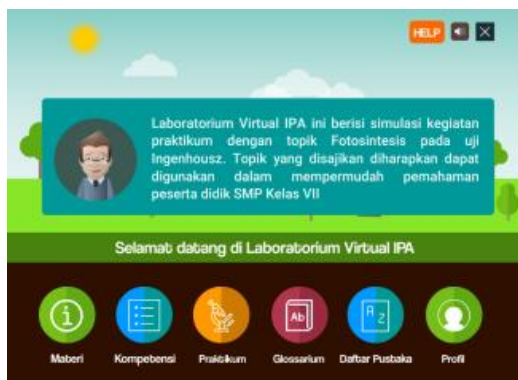 HELP
Laboratorium Virtual IPA ini berisi simulasi kegiatan
praktikum dengan topik Fotosintesis pada uji
Ingenhousz. Topik yang disajikan diharapkan dapat
digunakan dalam mempermudah pemahaman
peserta didik SMP Kelas VII
Selamat datang di Laboratorium Virtual IPA
Ab
A
Z
Materi Kompetensi Praktikum Glossarium Daftar Pustaka Profil